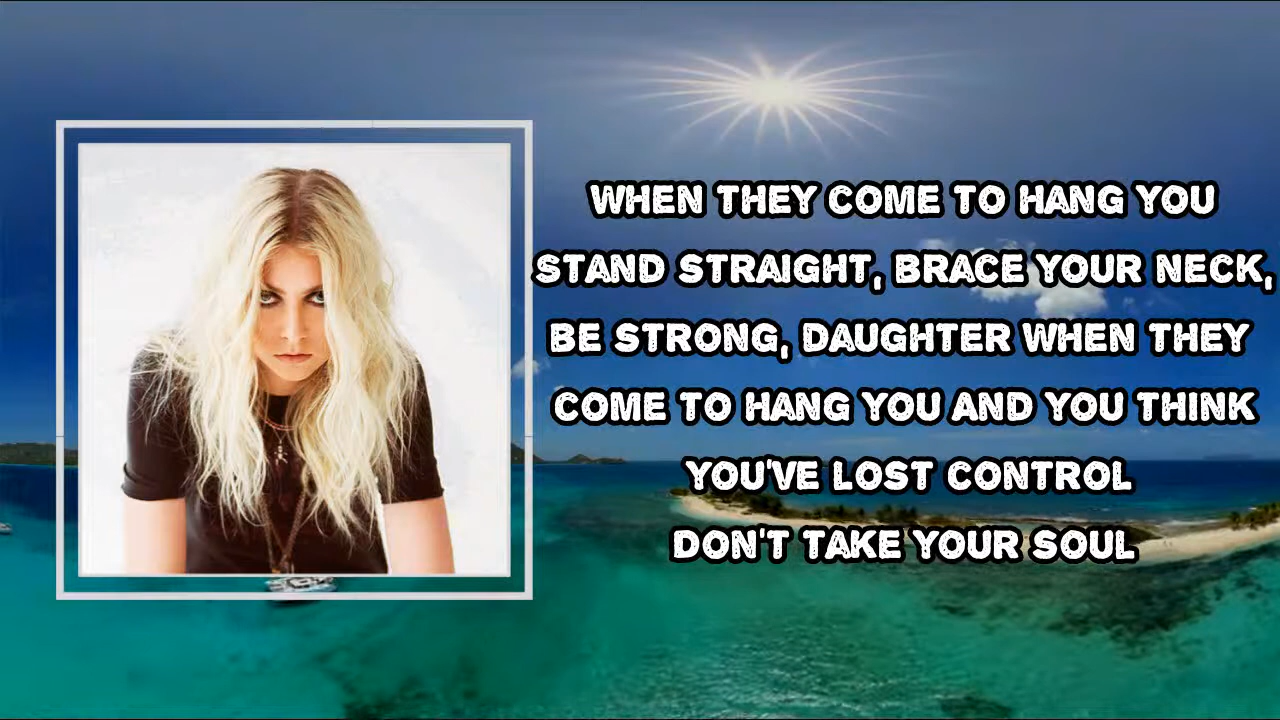 WHEN THEY COME TO HANG YOU
STAND STRAIGHT, BRACE YOUR NECK,
BE STRONG, DAUGHTER WHEN THEY
COME TO HANG YOU AND YOU THINK
YOU'VE LOST CONTROL
DON'T TAKE YOUR SOUL